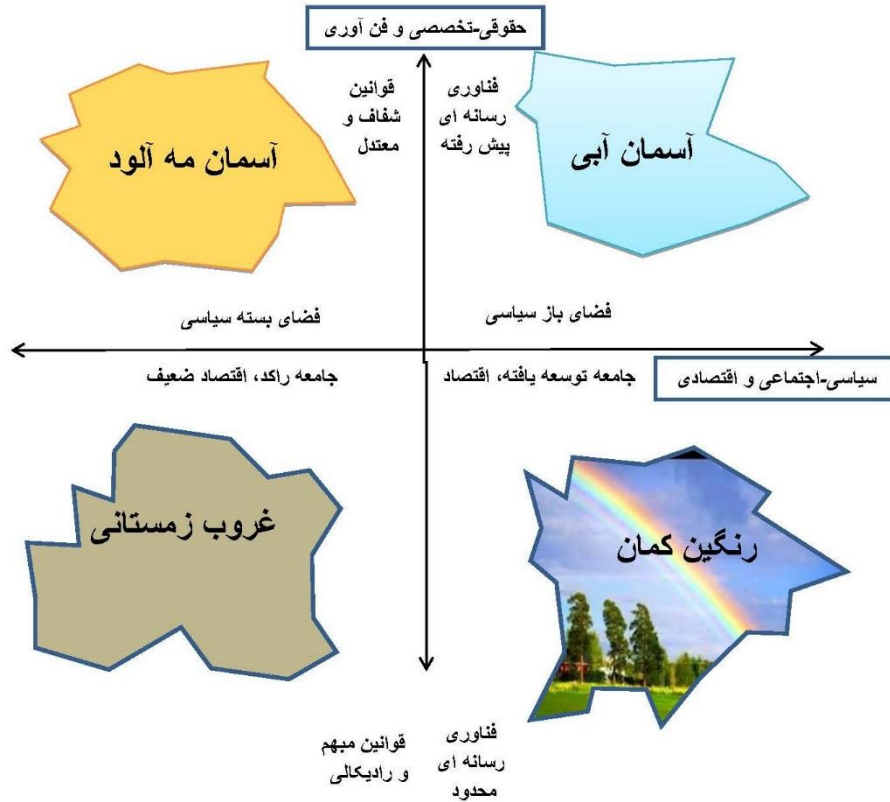 حقوقی-تخصصی و فن آوری
قوانین
شفاف و
معتدل
فناوری
رسانه ای
پیش رفته
آسمان آبی
آسمان مه آلود
فضای باز سیاسی
فضای بسته سیاسی
سیاسی-اجتماعی و اقتصادی
جامعه توسعه یافته، اقتصاد
جامعه راکد، اقتصاد ضعیف
رنگین کمان
غروب زمستانی
فناوری
رسانه ای
محدود
قوانین مبهم
و رادیکالی